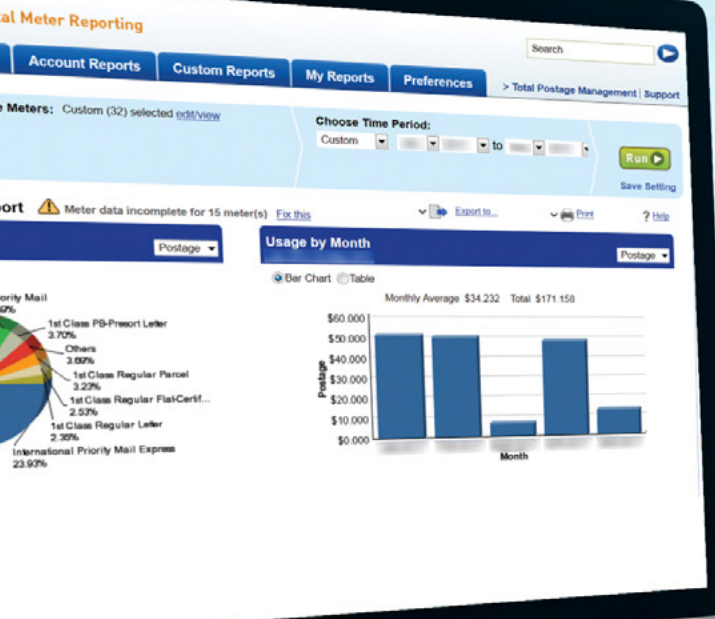 al Meter Reporting
Search
Account Reports
Custom Reports
My Reports
Preferences
> Total Postage Management | Support
e Meters: Custom (32) selected edit/view
Choose Time Period:
Custom
to
Run
Save Setting
ort
Meter data incomplete for 15 meter(s) Fix this
Export to...
Print
? Help
Postage
Usage by Month
Postage
Bar Chart
Table
Monthly Average $34.232 Total $171.158
ority Mail
9%
1st Class PB-Presort Letter
3.70%
Others
3.69%
1st Class Regular Parcel
3.23%
1st Class Regular Flat-Certif...
2.53%
1st Class Regular Letter
2.35%
International Priority Mail Express
23.93%
$60.000
$50.000
$40.000
$30.000
$20.000
$10.000
$0.000
Postage
Month